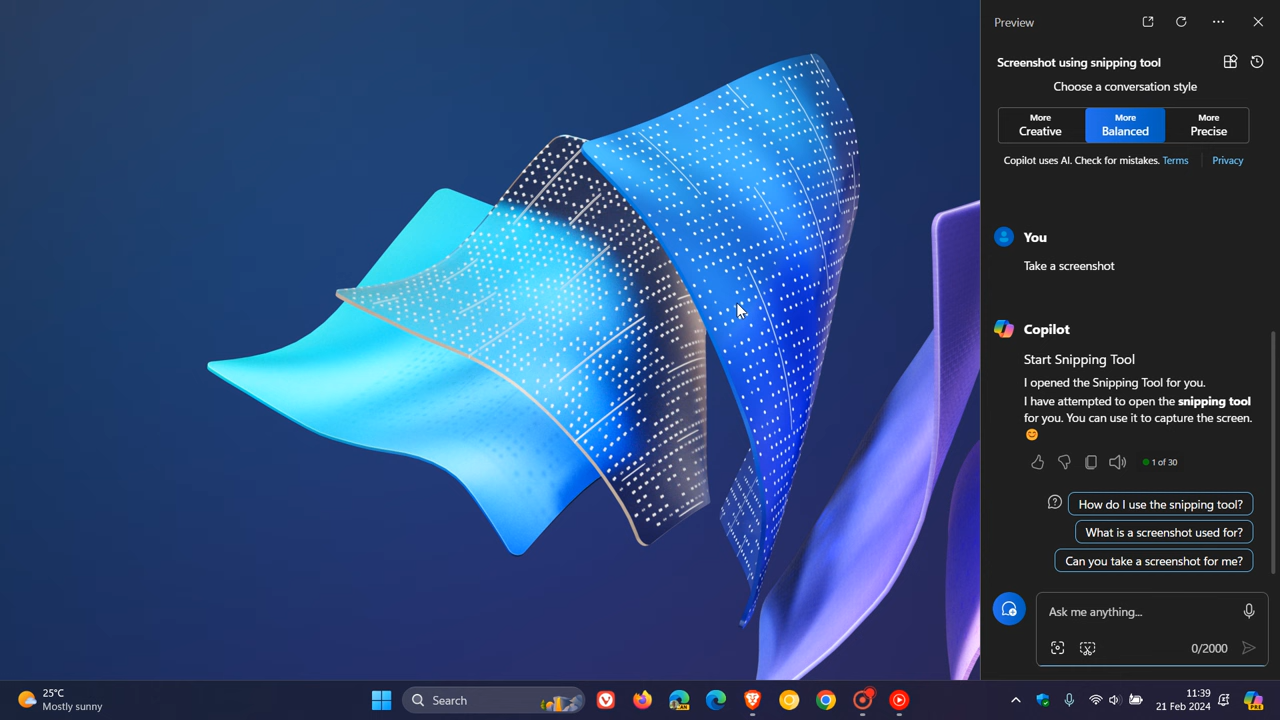 Preview
Screenshot using snipping tool
Choose a conversation style
More
Creative
More
Balanced
More
Precise
Copilot uses AI. Check for mistakes. Terms Privacy
You
Take a screenshot
Copilot
Start Snipping Tool
I opened the Snipping Tool for you.
I have attempted to open the snipping tool
for you. You can use it to capture the screen.
1 of 30
How do I use the snipping tool?
What is a screenshot used for?
Can you take a screenshot for me?
Ask me anything...
0/2000
25°C
Mostly sunny
Search
CAN
11:39
21 Feb 2024
PRE